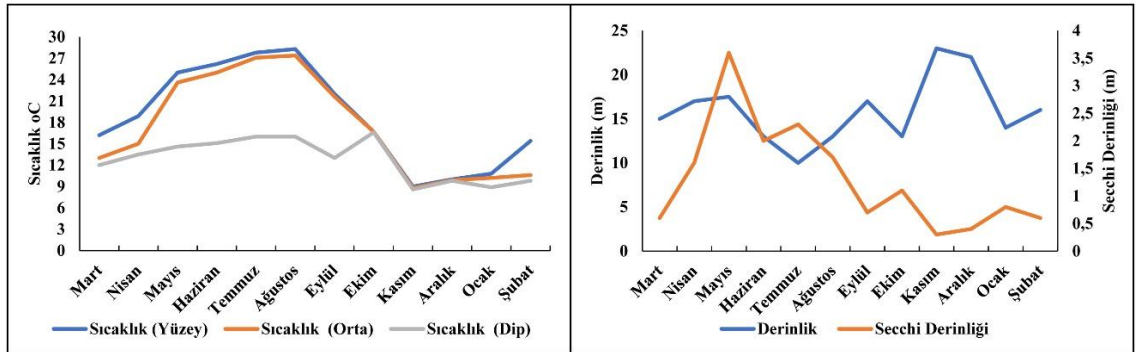 Sıcaklık oC
30
27
24
21
18
15
12
9
6
3
0
Mart
Nisan
Mayıs
Haziran
Temmuz
Ağustos
Eylül
Ekim
Kasım
Aralık
Ocak
Şubat
Sıcaklık (Yüzey) Sıcaklık (Orta) Sıcaklık (Dip)
Derinlik (m)
25
20
15
10
5
0
Secchi Derinliği (m)
4
3,5
3
2,5
2
1,5
1
0,5
0
Mart
Nisan
Mayıs
Haziran
Temmuz
Ağustos
Eylül
Ekim
Kasım
Aralık
Ocak
Şubat
Derinlik Secchi Derinliği